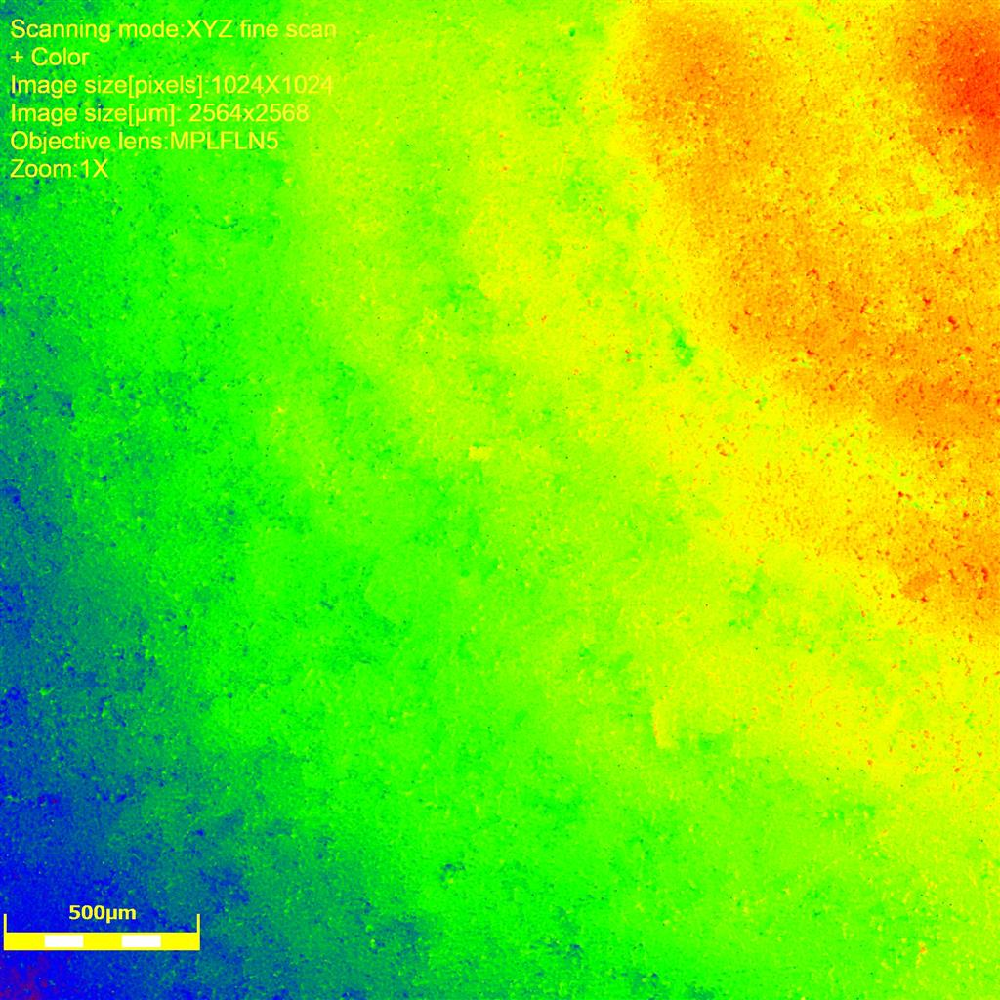 Scanning mode:XYZ fine scan
+ Color
Image size[pixels]:1024X1024
Image size[µm]: 2564x2568
Objective lens:MPLFLN5
Zoom:1X
500µm